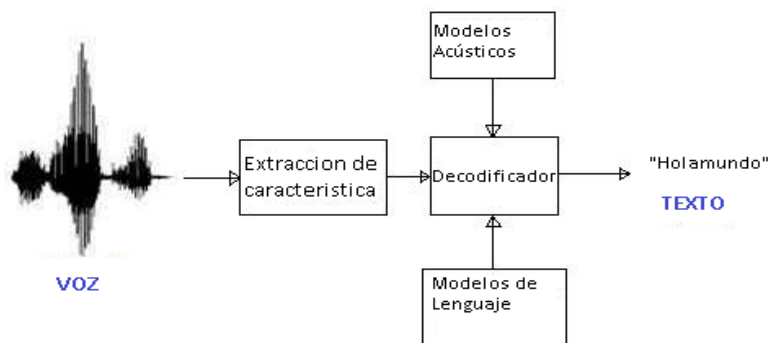 Modelos
Acústicos
Extraccion de
caracteristica
Decodificador
"Holamundo"
TEXTO
VOZ
Modelos de
Lenguaje